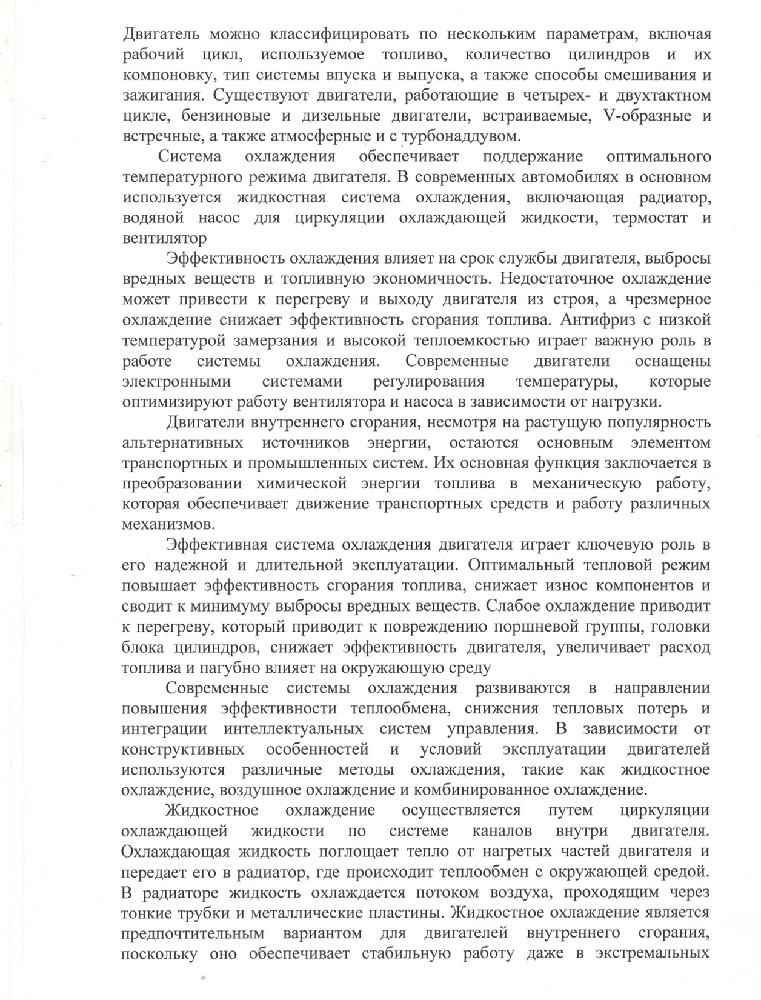 Двигатель можно классифицировать по нескольким параметрам, включая
рабочий цикл, используемое топливо, количество цилиндров и их
компоновку, тип системы впуска и выпуска, а также способы смешивания и
зажигания. Существуют двигатели, работающие в четырех- и двухтактном
цикле, бензиновые и дизельные двигатели, встраиваемые, V-образные и
встречные, а также атмосферные и с турбонаддувом.
Система охлаждения обеспечивает поддержание оптимального
температурного режима двигателя. В современных автомобилях в основном
используется жидкостная система охлаждения, включающая радиатор,
водяной насос для циркуляции охлаждающей жидкости, термостат и
вентилятор
Эффективность охлаждения влияет на срок службы двигателя, выбросы
вредных веществ и топливную экономичность. Недостаточное охлаждение
может привести к перегреву и выходу двигателя из строя, а чрезмерное
охлаждение снижает эффективность сгорания топлива. Антифриз с низкой
температурой замерзания и высокой теплоемкостью играет важную роль в
работе системы охлаждения. Современные двигатели оснащены
электронными системами регулирования температуры, которые
оптимизируют работу вентилятора и насоса в зависимости от нагрузки.
Двигатели внутреннего сгорания, несмотря на растущую популярность
альтернативных источников энергии, остаются основным элементом
транспортных и промышленных систем. Их основная функция заключается в
преобразовании химической энергии топлива в механическую работу,
которая обеспечивает движение транспортных средств и работу различных
механизмов.
Эффективная система охлаждения двигателя играет ключевую роль в
его надежной и длительной эксплуатации. Оптимальный тепловой режим
повышает эффективность сгорания топлива, снижает износ компонентов и
сводит к минимуму выбросы вредных веществ. Слабое охлаждение приводит
к перегреву, который приводит к повреждению поршневой группы, головки
блока цилиндров, снижает эффективность двигателя, увеличивает расход
топлива и пагубно влияет на окружающую среду
Современные системы охлаждения развиваются в направлении
повышения эффективности теплообмена, снижения тепловых потерь и
интеграции интеллектуальных систем управления. В зависимости от
конструктивных особенностей и условий эксплуатации двигателей
используются различные методы охлаждения, такие как жидкостное
охлаждение, воздушное охлаждение и комбинированное охлаждение.
Жидкостное охлаждение осуществляется путем циркуляции
охлаждающей жидкости по системе каналов внутри двигателя.
Охлаждающая жидкость поглощает тепло от нагретых частей двигателя и
передает его в радиатор, где происходит теплообмен с окружающей средой.
В радиаторе жидкость охлаждается потоком воздуха, проходящим через
тонкие трубки и металлические пластины. Жидкостное охлаждение является
предпочтительным вариантом для двигателей внутреннего сгорания,
поскольку оно обеспечивает стабильную работу даже в экстремальных